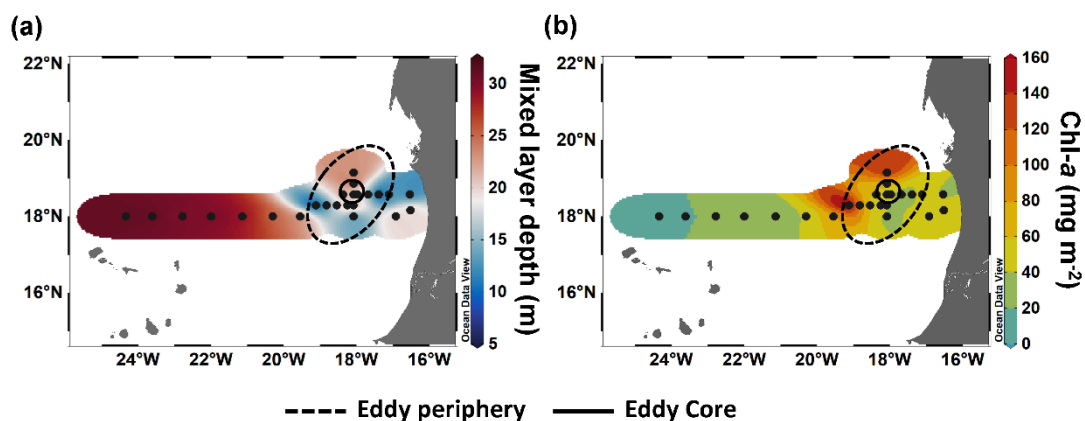 (a)
22°N
20°N
18°N
16°N
24°W
22°W
20°W
18°W
16°W
30
25
20
15
10
5
Mixed layer depth (m)
Ocean Data View
(b)
22°N
20°N
18°N
16°N
24°W
22°W
20°W
18°W
16°W
160
140
120
100
80
60
40
20
0
Chl-a (mg m-2)
Ocean Data View
Eddy periphery
Eddy Core